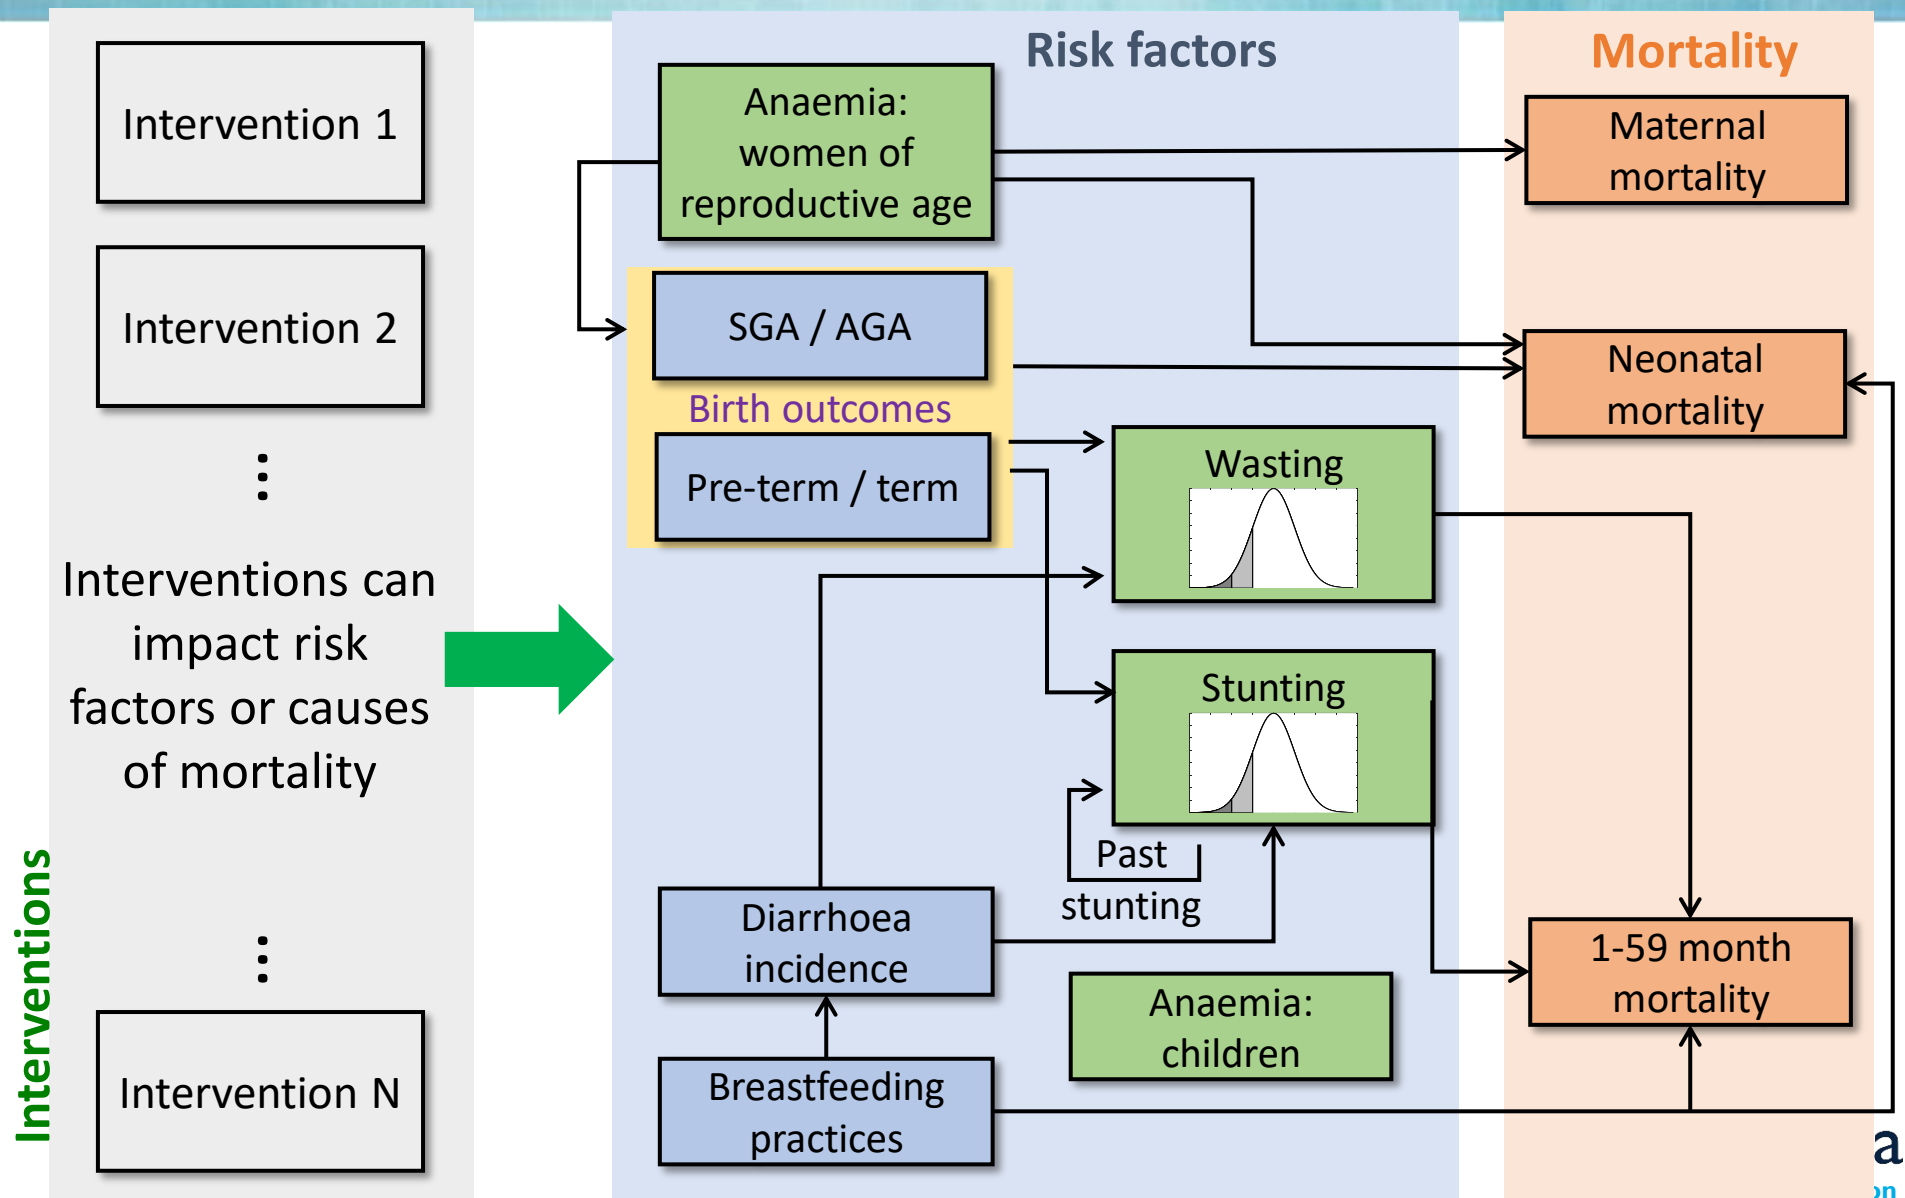 Interventions
Intervention 1
Intervention 2
⋮
Interventions can
impact risk
factors or causes
of mortality
⋮
Intervention N
Risk factors
Anaemia:
women of
reproductive age
SGA / AGA
Birth outcomes
Pre-term / term
Wasting
Stunting
Past
stunting
Diarrhoea
incidence
Anaemia:
children
Breastfeeding
practices
Mortality
Maternal
mortality
Neonatal
mortality
1-59 month
mortality